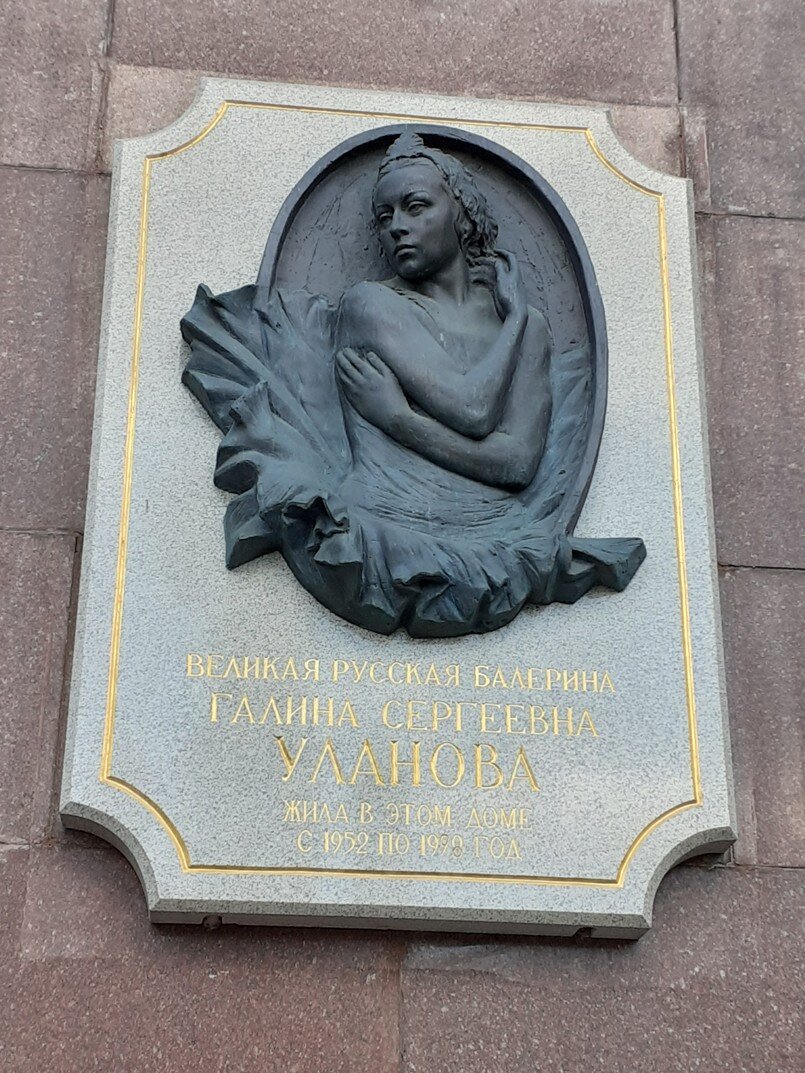 ВЕЛИКАЯ РУССКАЯ БАЛЕРИНА
ГАЛИНА СЕРГЕЕВНА
УЛАНОВА
ЖИЛА В ЭТОМ ДОМЕ
С 1952 ПО 1998 ГОД